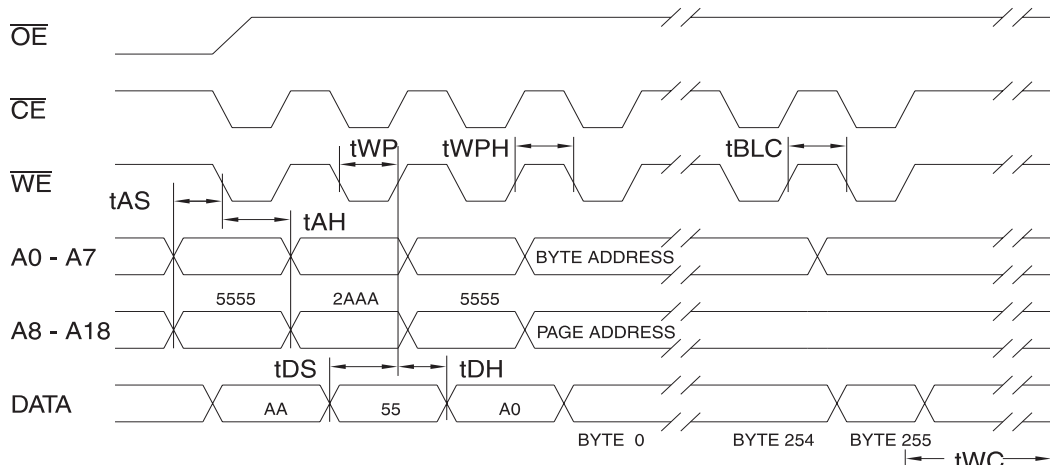 OE
CE
tWP tWPH tBLC
WE
tAS
tAH
A0 - A7 BYTE ADDRESS
5555 2AAA 5555
A8 - A18 PAGE ADDRESS
tDS tDH
DATA AA 55 A0
BYTE 0 BYTE 254 BYTE 255
tWC